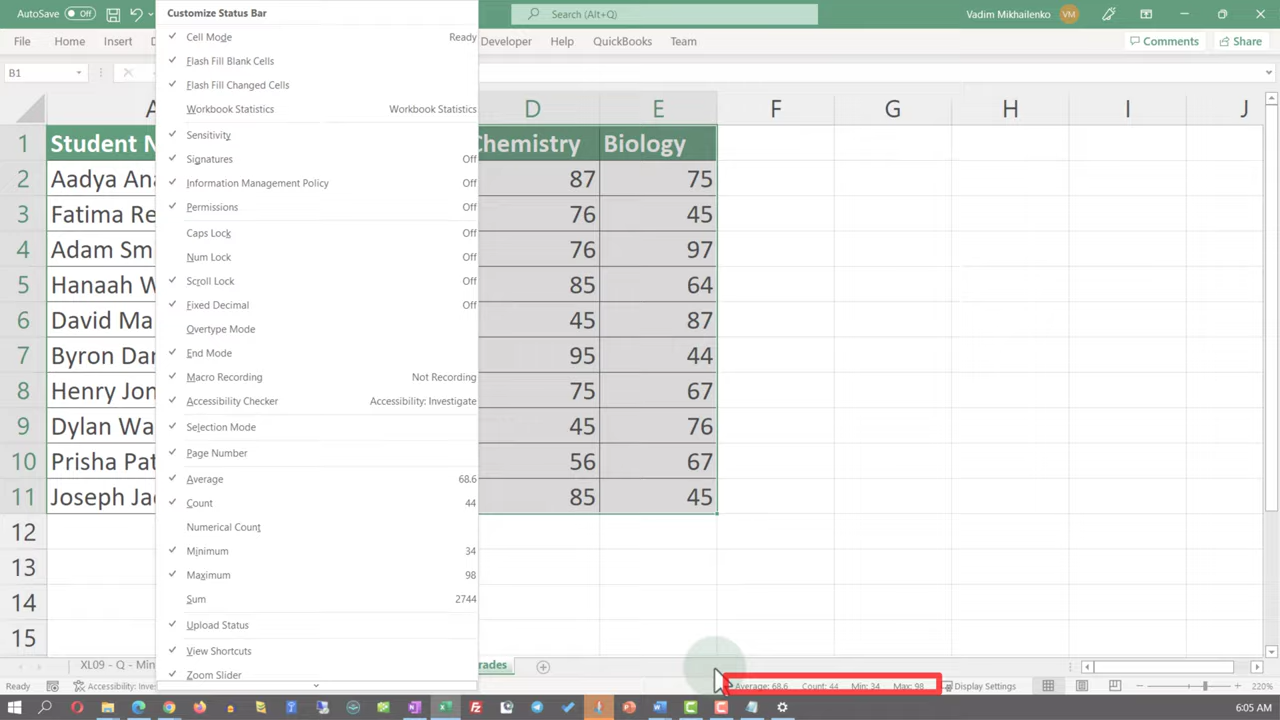 AutoSave Off
Search (Alt+Q)
Vadim Mikhailenko VM
File Home Insert Developer Help QuickBooks Team Comments Share
B1
Customize Status Bar
Cell Mode Ready
Flash Fill Blank Cells
Flash Fill Changed Cells
Workbook Statistics Workbook Statistics
Sensitivity
Signatures Off
Information Management Policy Off
Permissions Off
Caps Lock Off
Num Lock Off
Scroll Lock Off
Fixed Decimal Off
Overtype Mode
End Mode
Macro Recording Not Recording
Accessibility Checker Accessibility: Investigate
Selection Mode
Page Number
Average 68.6
Count 44
Numerical Count
Minimum 34
Maximum 98
Sum 2744
Upload Status
View Shortcuts
Zoom Slider
A D E F G H I J
1 Student N Chemistry Biology
2 Aadya Ana 87 75
3 Fatima Re 76 45
4 Adam Smi 76 97
5 Hanaah W 85 64
6 David Ma 45 87
7 Byron Dar 95 44
8 Henry Jon 75 67
9 Dylan Wa 45 76
10 Prisha Pat 56 67
11 Joseph Jac 85 45
12
13
14
15
XL09 - Q - Min rades
Ready Accessibility: Inves Average: 68.6 Count: 44 Min: 34 Max: 98 Display Settings 220%
6:05 AM